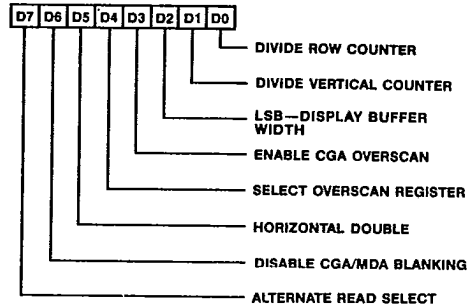 D7 D6 D5 D4 D3 D2 D1 D0
DIVIDE ROW COUNTER
DIVIDE VERTICAL COUNTER
LSB—DISPLAY BUFFER
WIDTH
ENABLE CGA OVERSCAN
SELECT OVERSCAN REGISTER
HORIZONTAL DOUBLE
DISABLE CGA/MDA BLANKING
ALTERNATE READ SELECT